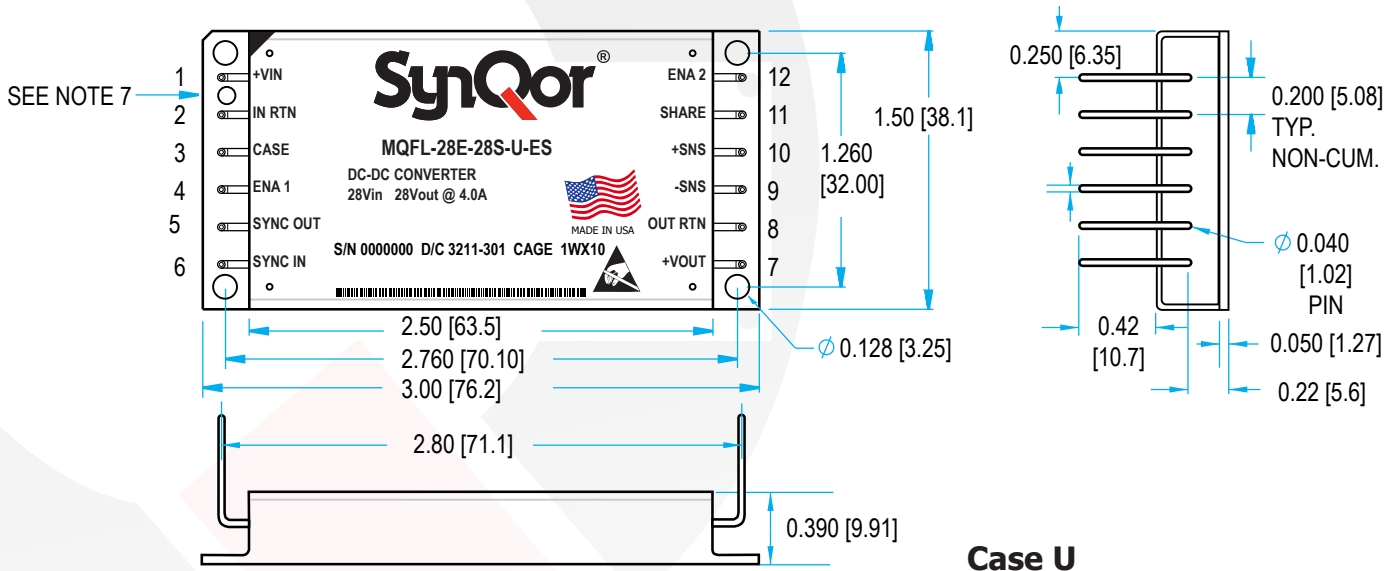 SEE NOTE 7
1
2
3
4
5
6
+VIN
IN RTN
CASE
ENA 1
SYNC OUT
SYNC IN
SynQor®
MQFL-28E-28S-U-ES
DC-DC CONVERTER
28Vin 28Vout @ 4.0A
MADE IN USA
S/N 0000000 D/C 3211-301 CAGE 1WX10
ENA 2
SHARE
+SNS
-SNS
OUT RTN
+VOUT
12
11
10
9
8
7
1.260
[32.00]
1.50 [38.1]
2.50 [63.5]
2.760 [70.10]
3.00 [76.2]
Ø 0.128 [3.25]
0.250 [6.35]
0.200 [5.08]
TYP.
NON-CUM.
Ø 0.040
[1.02]
PIN
0.42
[10.7]
0.050 [1.27]
0.22 [5.6]
2.80 [71.1]
0.390 [9.91]
Case U